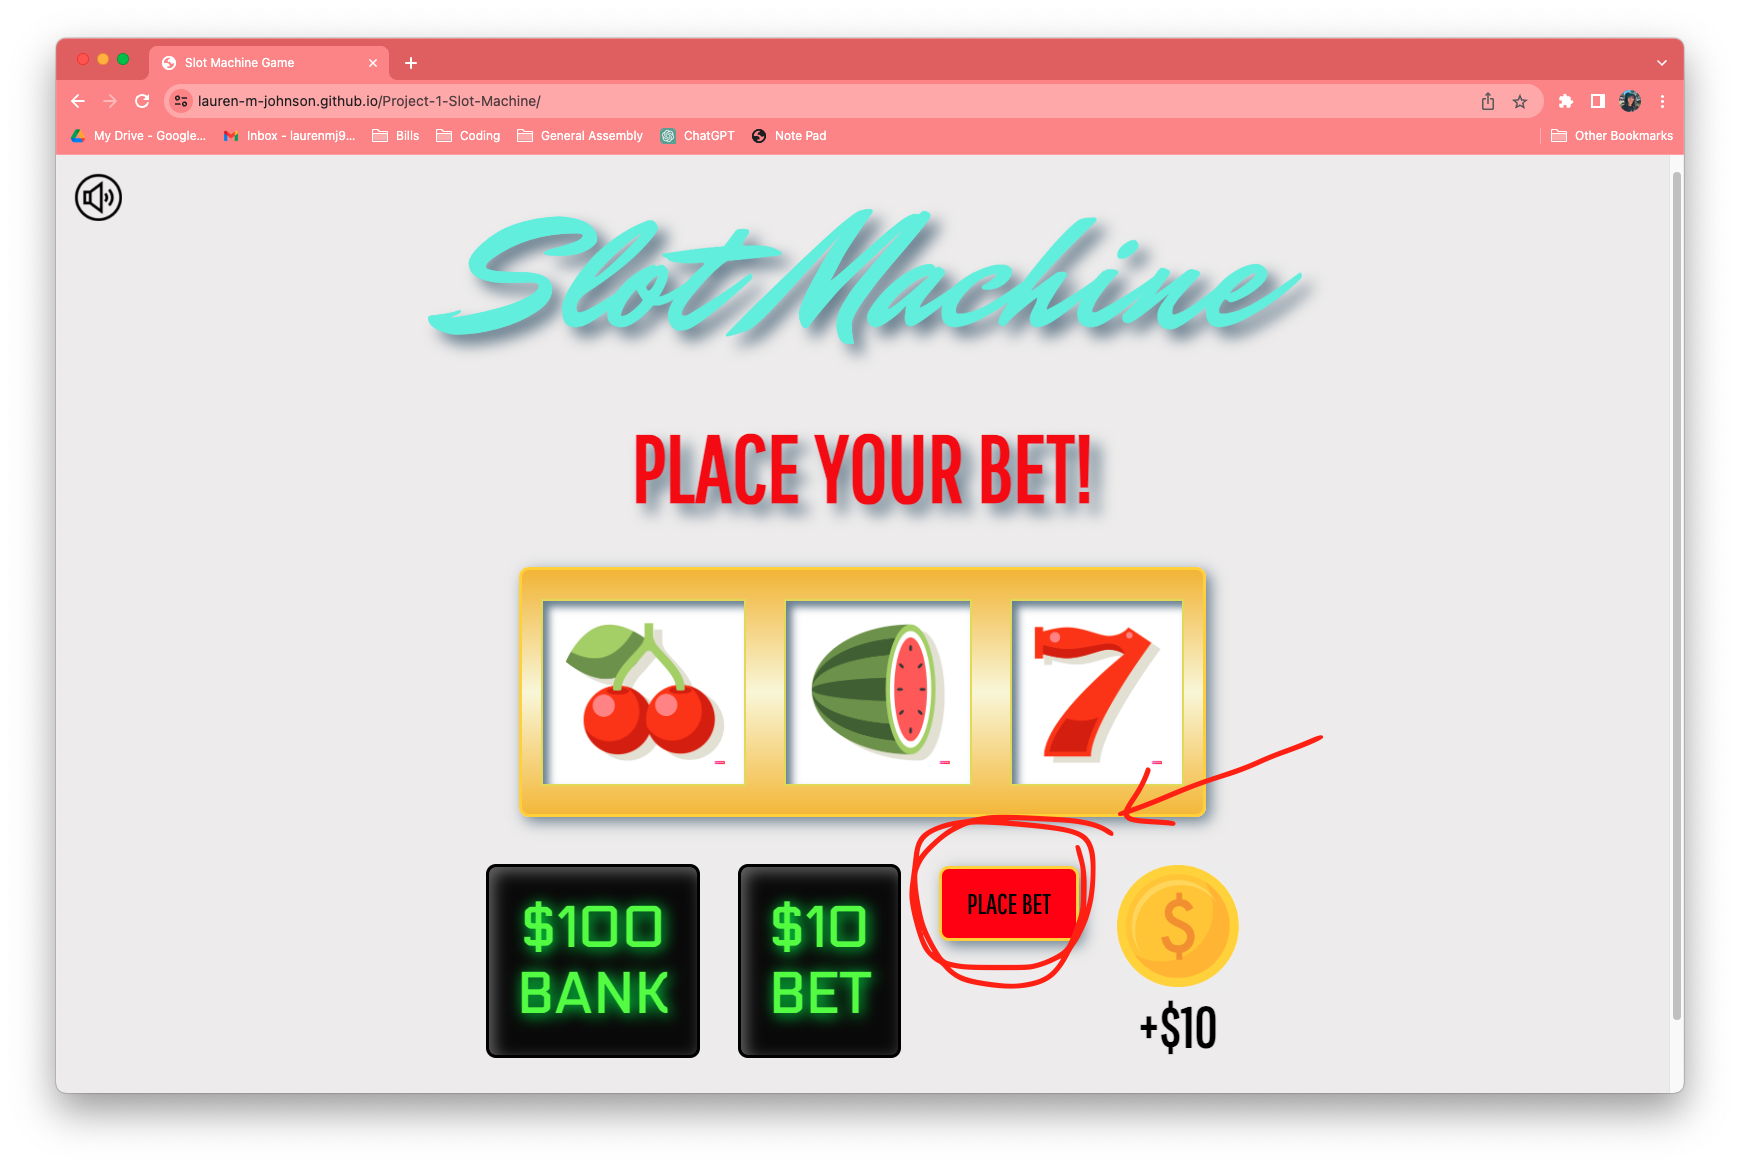 Slot Machine Game
lauren-m-johnson.github.io/Project-1-Slot-Machine/
My Drive - Google... Inbox - laurenmj9... Bills Coding General Assembly ChatGPT Note Pad Other Bookmarks
Slot Machine
PLACE YOUR BET!
$100
BANK
$10
BET
PLACE BET
$
+$10